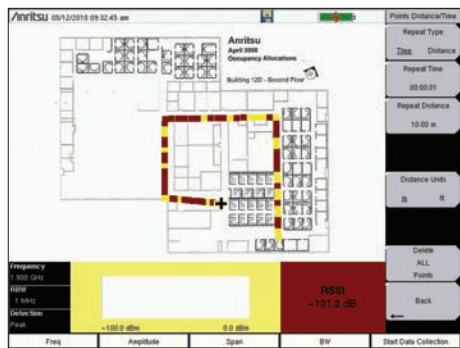 Anritsu 05/12/2010 09:32:45 am
Points Distance/Time
Anritsu
April 2008
Occupancy Allocations
Building 12D - Second Floor
Repeat Type
Time Distance
Repeat Time
00:00:01
Repeat Distance
10.00 m
Distance Units
m ft
Delete
ALL
Points
Back
Frequency
1.900 GHz
RBW
1 MHz
Detection
Peak
-100.0 dBm 0.0 dBm
RSSI
-101.8 dB
Freq Amplitude Span BW Start Data Collection